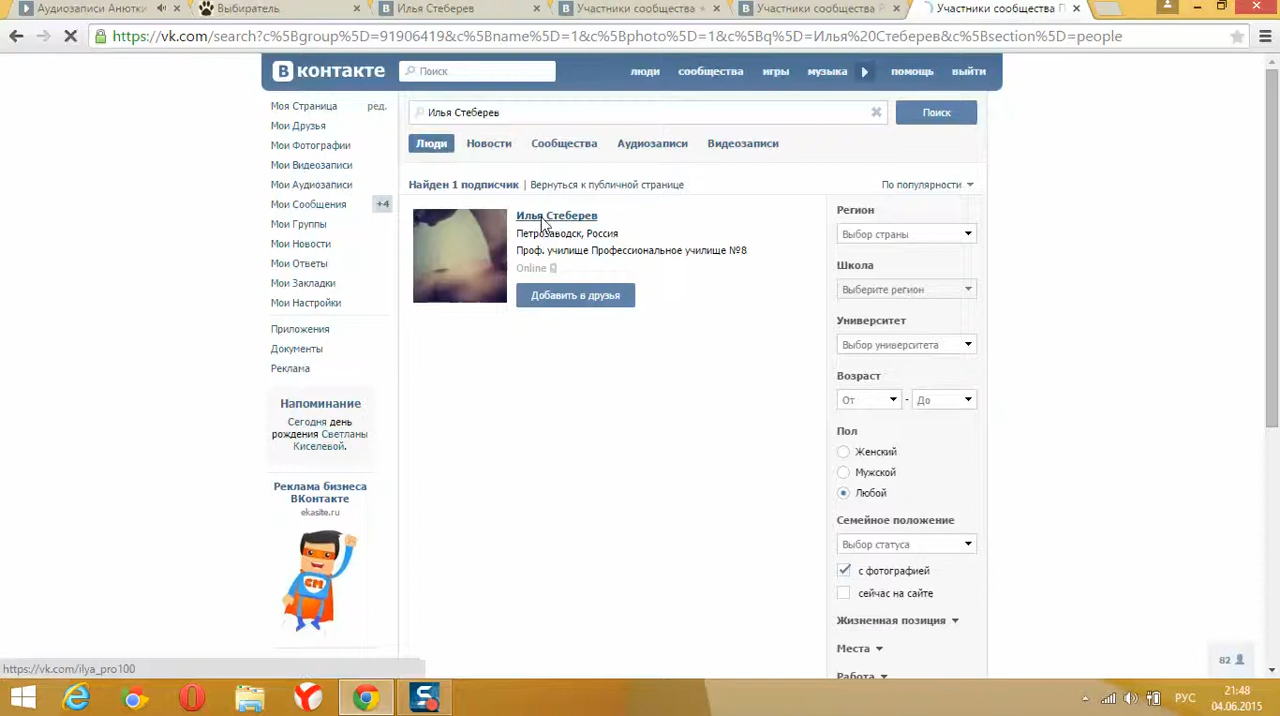 Аудиозаписи Анютки
Выбиратель
Илья Стеберев
Участники сообщества
Участники сообщества Р
Участники сообщества П
https://vk.com/search?c%5Bgroup%5D=91906419&c%5Bname%5D=1&c%5Bphoto%5D=1&c%5Bq%5D=Илья%20Стеберев&c%5Bsection%5D=people
В контакте
Поиск
люди
сообщества
игры
музыка
помощь
выйти
Моя Страница
ред.
Мои Друзья
Мои Фотографии
Мои Видеозаписи
Мои Аудиозаписи
Мои Сообщения
+4
Мои Группы
Мои Новости
Мои Ответы
Мои Закладки
Мои Настройки
Приложения
Документы
Реклама
Напоминание
Сегодня день
рождения Светланы
Киселевой.
Реклама бизнеса
ВКонтакте
ekasite.ru
СМ
Илья Стеберев
Поиск
Люди
Новости
Сообщества
Аудиозаписи
Видеозаписи
Найден 1 подписчик | Вернуться к публичной странице
По популярности
Илья Стеберев
Петрозаводск, Россия
Проф. училище Профессиональное училище №8
Online
Добавить в друзья
Регион
Выбор страны
Школа
Выберите регион
Университет
Выбор университета
Возраст
От
-
До
Пол
Женский
Мужской
Любой
Семейное положение
Выбор статуса
с фотографией
сейчас на сайте
Жизненная позиция
Места
Работа
82
https://vk.com/ilya_pro100
РУС
21:48
04.06.2015